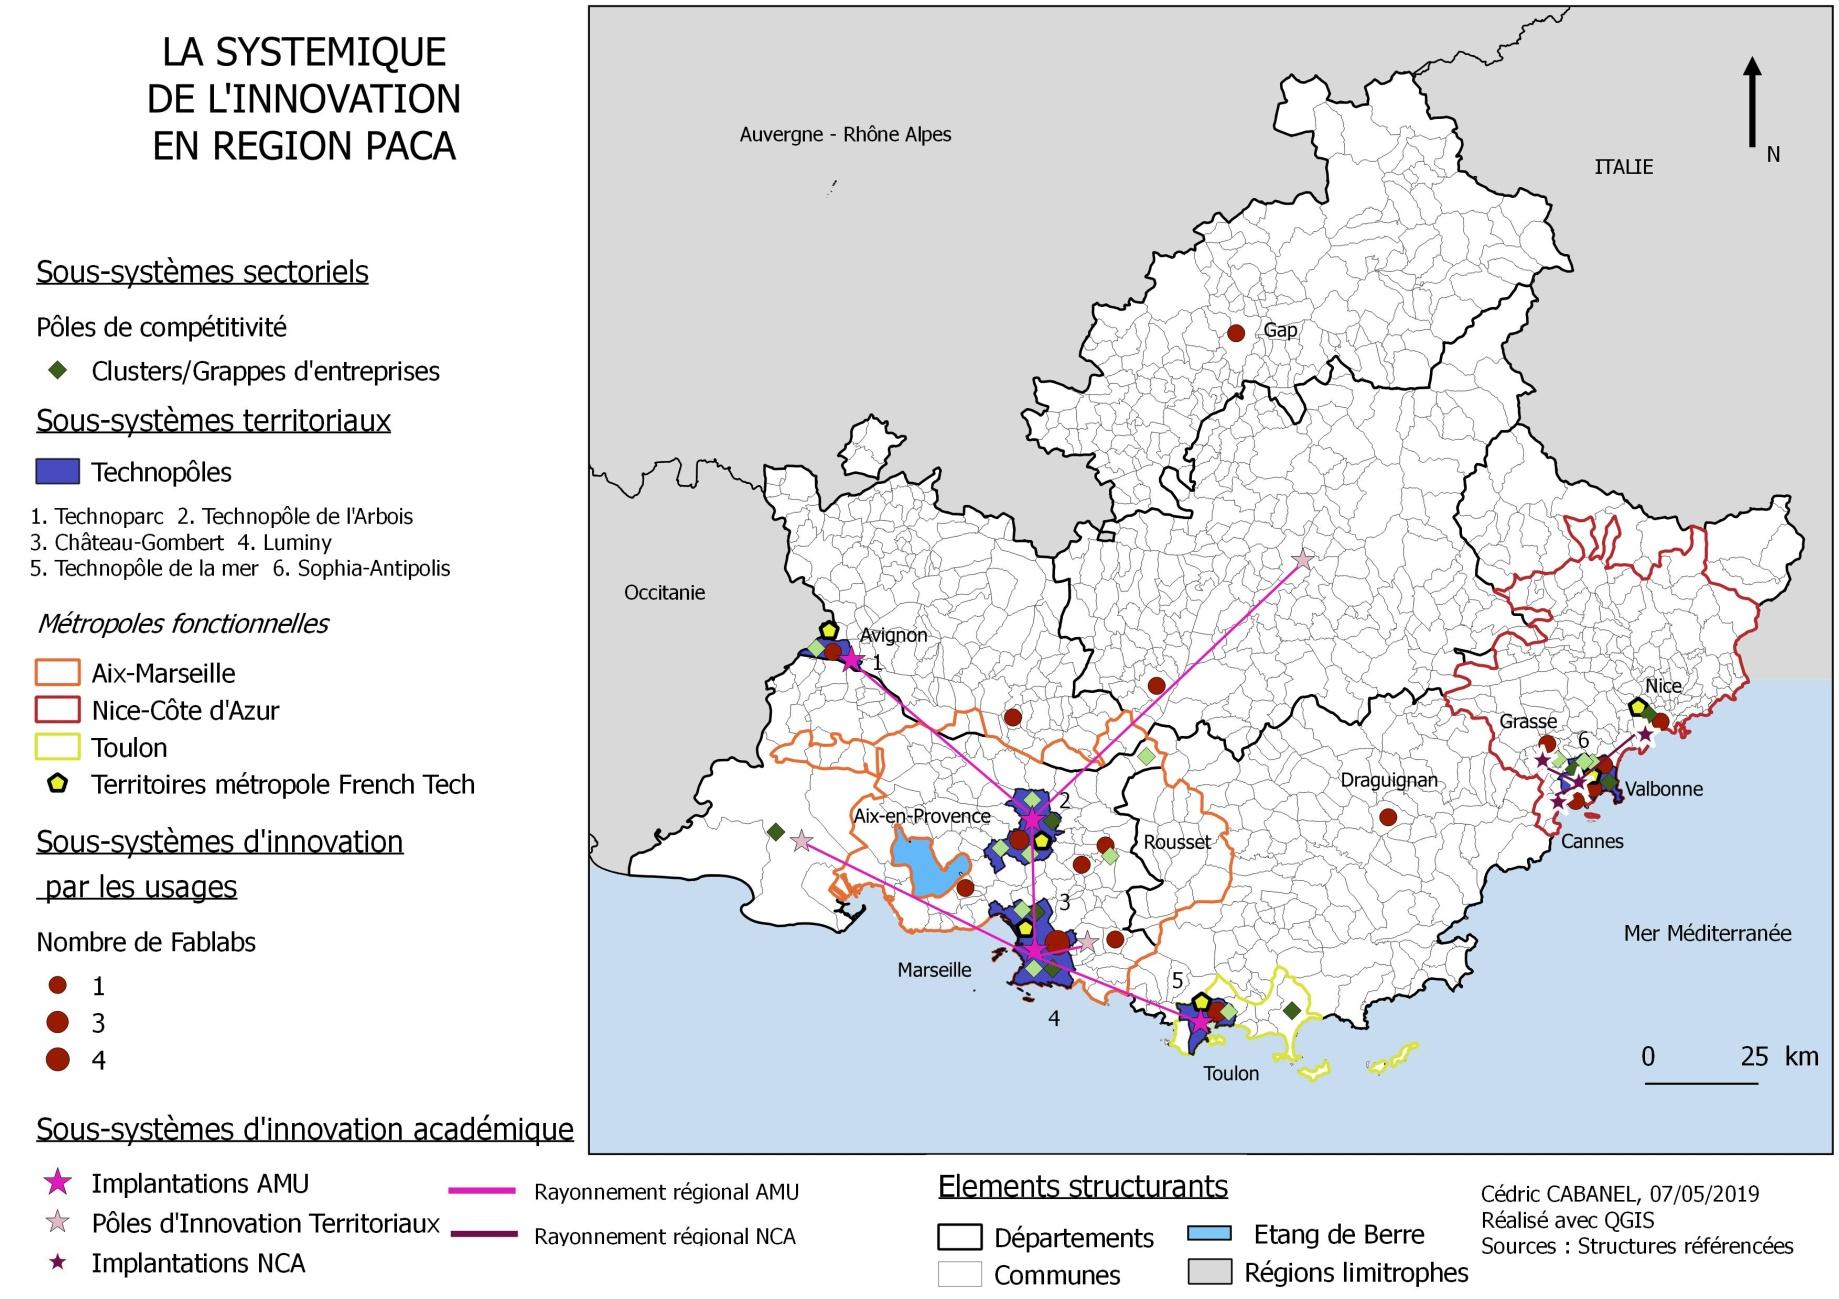 LA SYSTEMIQUE
DE L'INNOVATION
EN REGION PACA
Sous-systèmes sectoriels
Pôles de compétitivité
Clusters/Grappes d'entreprises
Sous-systèmes territoriaux
Technopôles
1. Technoparc 2. Technopôle de l'Arbois
3. Château-Gombert 4. Luminy
5. Technopôle de la mer 6. Sophia-Antipolis
Métropoles fonctionnelles
Aix-Marseille
Nice-Côte d'Azur
Toulon
Territoires métropole French Tech
Sous-systèmes d'innovation
par les usages
Nombre de Fablabs
1
3
4
Sous-systèmes d'innovation académique
Implantations AMU
Pôles d'Innovation Territoriaux
Implantations NCA
Rayonnement régional AMU
Rayonnement régional NCA
Auvergne - Rhône Alpes
ITALIE
N
Gap
Occitanie
Avignon
1
Nice
Grasse
6
Draguignan
Valbonne
2
Aix-en-Provence
Rousset
Cannes
3
Mer Méditerranée
Marseille
5
4
Toulon
0 25 km
Elements structurants
Départements
Communes
Etang de Berre
Régions limitrophes
Cédric CABANEL, 07/05/2019
Réalisé avec QGIS
Sources : Structures référencées